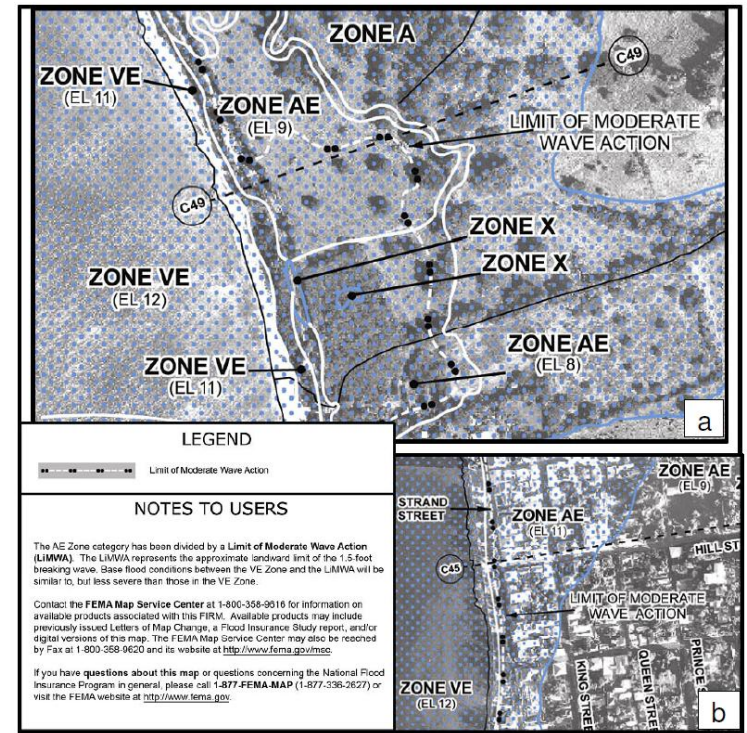 ZONE A
C49
ZONE VE
(EL 11)
ZONE AE
(EL 9)
LIMIT OF MODERATE
WAVE ACTION
C49
ZONE X
ZONE X
ZONE VE
(EL 12)
ZONE AE
(EL 8)
ZONE VE
(EL 11)
a
LEGEND
Limit of Moderate Wave Action
NOTES TO USERS
The AE Zone category has been divided by a Limit of Moderate Wave Action
(LiMWA). The LiMWA represents the approximate landward limit of the 1.5-foot
breaking wave. Base flood conditions between the VE Zone and the LiMWA will be
similar to, but less severe than those in the VE Zone.
Contact the FEMA Map Service Center at 1-800-358-9616 for information on
available products associated with this FIRM. Available products may include
previously issued Letters of Map Change, a Flood Insurance Study report, and/or
digital versions of this map. The FEMA Map Service Center may also be reached
by Fax at 1-800-358-9620 and its website at http://www.fema.gov/msc.
If you have questions about this map or questions concerning the National Flood
Insurance Program in general, please call 1-877-FEMA-MAP (1-877-336-2627) or
visit the FEMA website at http://www.fema.gov.
ZONE AE
(EL 9)
STRAND
STREET
ZONE AE
(EL 11)
C45
HILL ST
LIMIT OF MODERATE
WAVE ACTION
KING STREE
QUEEN STREE
PRINCE S
ZONE VE
(EL 12)
b